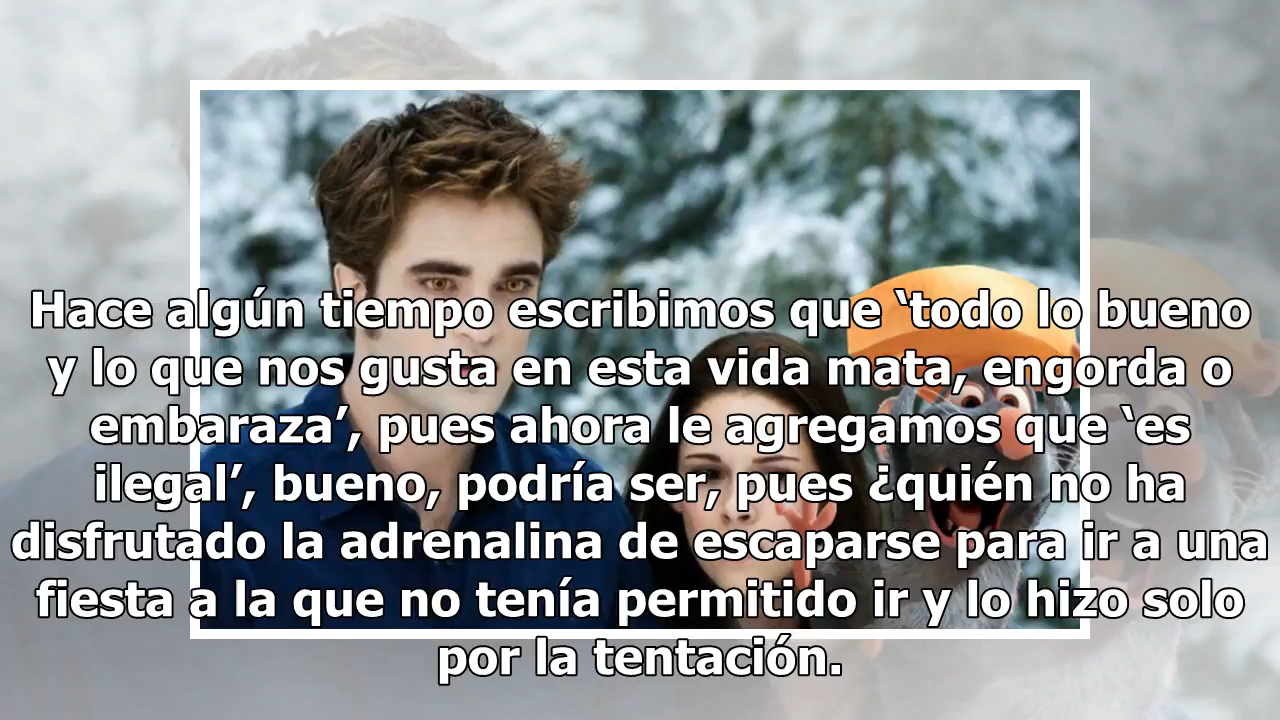 Hace algún tiempo escribimos que ‘todo lo bueno
y lo que nos gusta en esta vida mata, engorda o
embaraza’, pues ahora le agregamos que ‘es
ilegal’, bueno, podría ser, pues ¿quién no ha
disfrutado la adrenalina de escaparse para ir a una
fiesta a la que no tenía permitido ir y lo hizo solo
por la tentación.